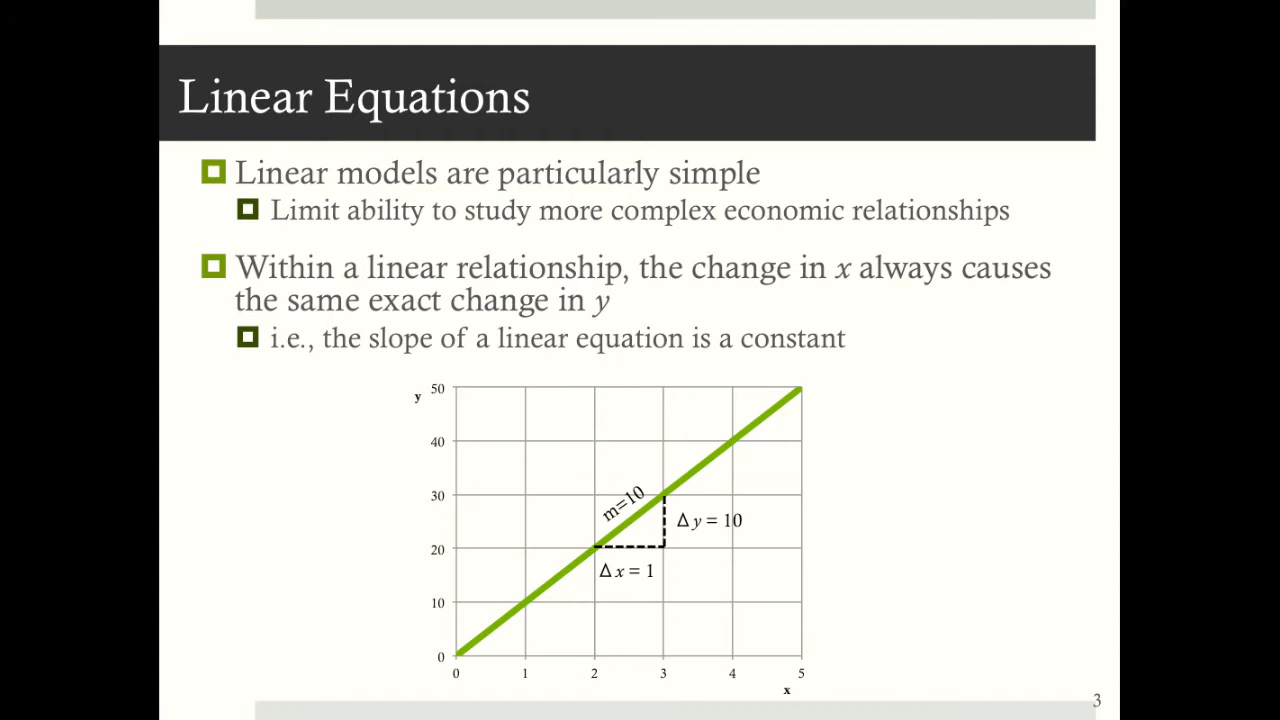 Linear Equations
Linear models are particularly simple
Limit ability to study more complex economic relationships
Within a linear relationship, the change in x always causes
the same exact change in y
i.e., the slope of a linear equation is a constant
y
50
40
30
20
10
0
m=10
Δ y = 10
Δ x = 1
0 1 2 3 4 5
x
3